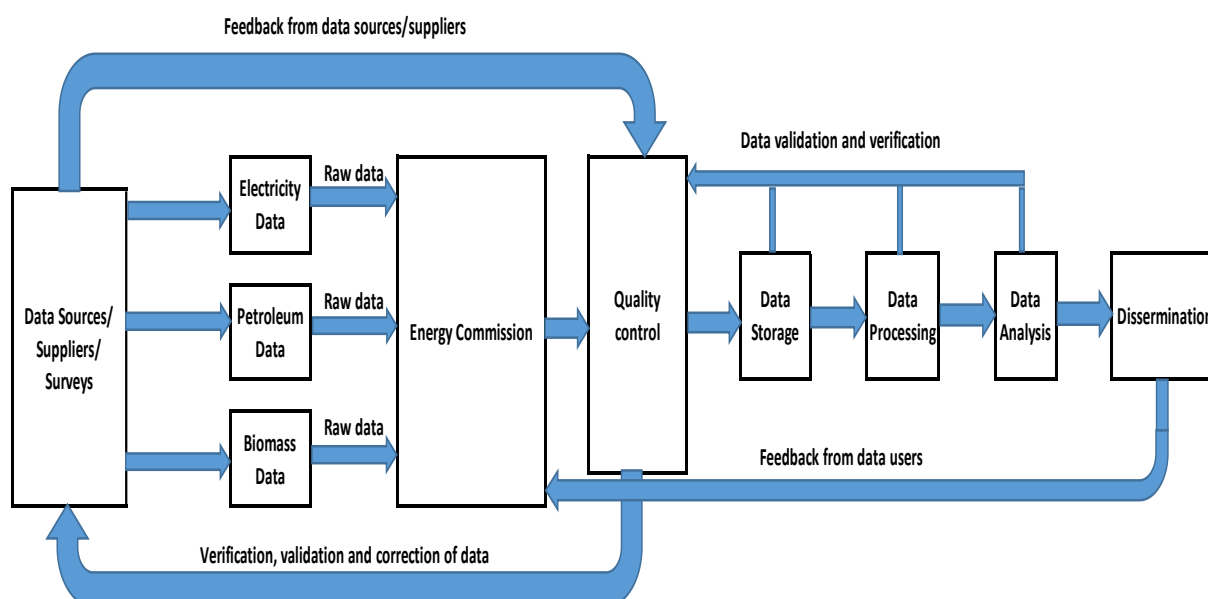 Feedback from data sources/suppliers
Data validation and verification
Electricity
Data
Raw data
Petroleum
Data
Raw data
Biomass
Data
Raw data
Data Sources/
Suppliers/
Surveys
Energy Commission
Quality
control
Data
Storage
Data
Processing
Data
Analysis
Dissemination
Feedback from data users
Verification, validation and correction of data